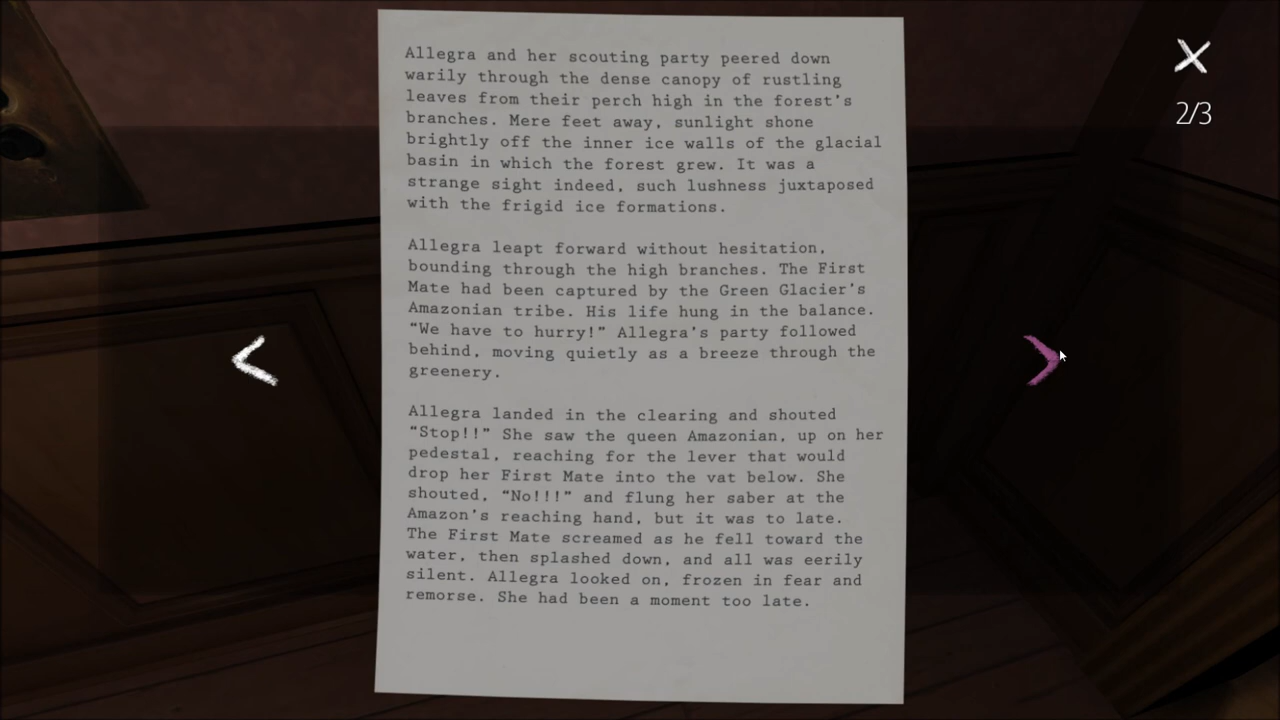 Allegra and her scouting party peered down
warily through the dense canopy of rustling
leaves from their perch high in the forest's
branches. Mere feet away, sunlight shone
brightly off the inner ice walls of the glacial
basin in which the forest grew. It was a
strange sight indeed, such lushness juxtaposed
with the frigid ice formations.
Allegra leapt forward without hesitation,
bounding through the high branches. The First
Mate had been captured by the Green Glacier's
Amazonian tribe. His life hung in the balance.
“We have to hurry!” Allegra's party followed
behind, moving quietly as a breeze through the
greenery.
Allegra landed in the clearing and shouted
“Stop!!” She saw the queen Amazonian, up on her
pedestal, reaching for the lever that would
drop her First Mate into the vat below. She
shouted, “No!!!” and flung her saber at the
Amazon's reaching hand, but it was to late.
The First Mate screamed as he fell toward the
water, then splashed down, and all was eerily
silent. Allegra looked on, frozen in fear and
remorse. She had been a moment too late.
2/3